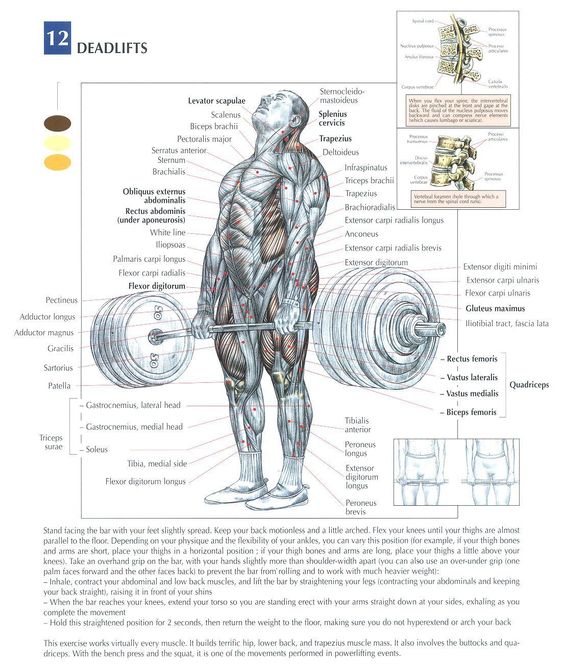 12
DEADLIFTS
Spinal cord
Processus
spinosus
Nucleus pulposus
Process
articulares
Anulus fibrosus
Corpus vertebrae
Canalis
vertebralis
When you flex your spine, the intervertebral
disks are pinched at the front and gape at the
back. The fluid of the nucleus pulposus moves
backward and can compress nerve elements
(which causes lumbago or sciatica).
Processus
transversus
Process
articulares
Discus
intervertebralis
Corpus
vertebrae
Processus
spinosus
Vertebral foramen (hole through which a
nerve from the spinal cord runs).
Sternocleido-
mastoideus
Levator scapulae
Splenius
cervicis
Scalenus
Biceps brachii
Trapezius
Pectoralis major
Deltoideus
Serratus anterior
Sternum
Infraspinatus
Brachialis
Triceps brachii
Obliquus externus
abdominalis
Trapezius
Brachioradialis
Rectus abdominis
(under aponeurosis)
Extensor carpi radialis longus
White line
Anconeus
Iliopsoas
Extensor carpi radialis brevis
Palmaris carpi longus
Extensor digitorum
Flexor carpi radialis
Extensor digiti minimi
Flexor digitorum
Extensor carpi ulnaris
Flexor carpi ulnaris
Pectineus
Gluteus maximus
Adductor longus
Iliotibial tract, fascia lata
Adductor magnus
Gracilis
50
50
– Rectus femoris
Sartorius
– Vastus lateralis
Quadriceps
Patella
– Vastus medialis
– Biceps femoris
– Gastrocnemius, lateral head
– Gastrocnemius, medial head
Tibialis
anterior
Triceps
surae
– Soleus
Peroneus
longus
Tibia, medial side
Extensor
digitorum
longus
Flexor digitorum longus
Peroneus
brevis
Stand facing the bar with your feet slightly spread. Keep your back motionless and a little arched. Flex your knees until your thighs are almost
parallel to the floor. Depending on your physique and the flexibility of your ankles, you can vary this position (for example, if your thigh bones
and arms are short, place your thighs in a horizontal position ; if your thigh bones and arms are long, place your thighs a little above your
knees). Take an overhand grip on the bar, with your hands slightly more than shoulder-width apart (you can also use an over-under grip (one
palm faces forward and the other faces back) to prevent the bar from rolling and to work with much heavier weight):
– Inhale, contract your abdominal and low back muscles, and lift the bar by straightening your legs (contracting your abdominals and keeping
your back straight), raising it in front of your shins
– When the bar reaches your knees, extend your torso so you are standing erect with your arms straight down at your sides, exhaling as you
complete the movement
– Hold this straightened position for 2 seconds, then return the weight to the floor, making sure you do not hyperextend or arch your back
This exercise works virtually every muscle. It builds terrific hip, lower back, and trapezius muscle mass. It also involves the buttocks and qua-
driceps. With the bench press and the squat, it is one of the movements performed in powerlifting events.